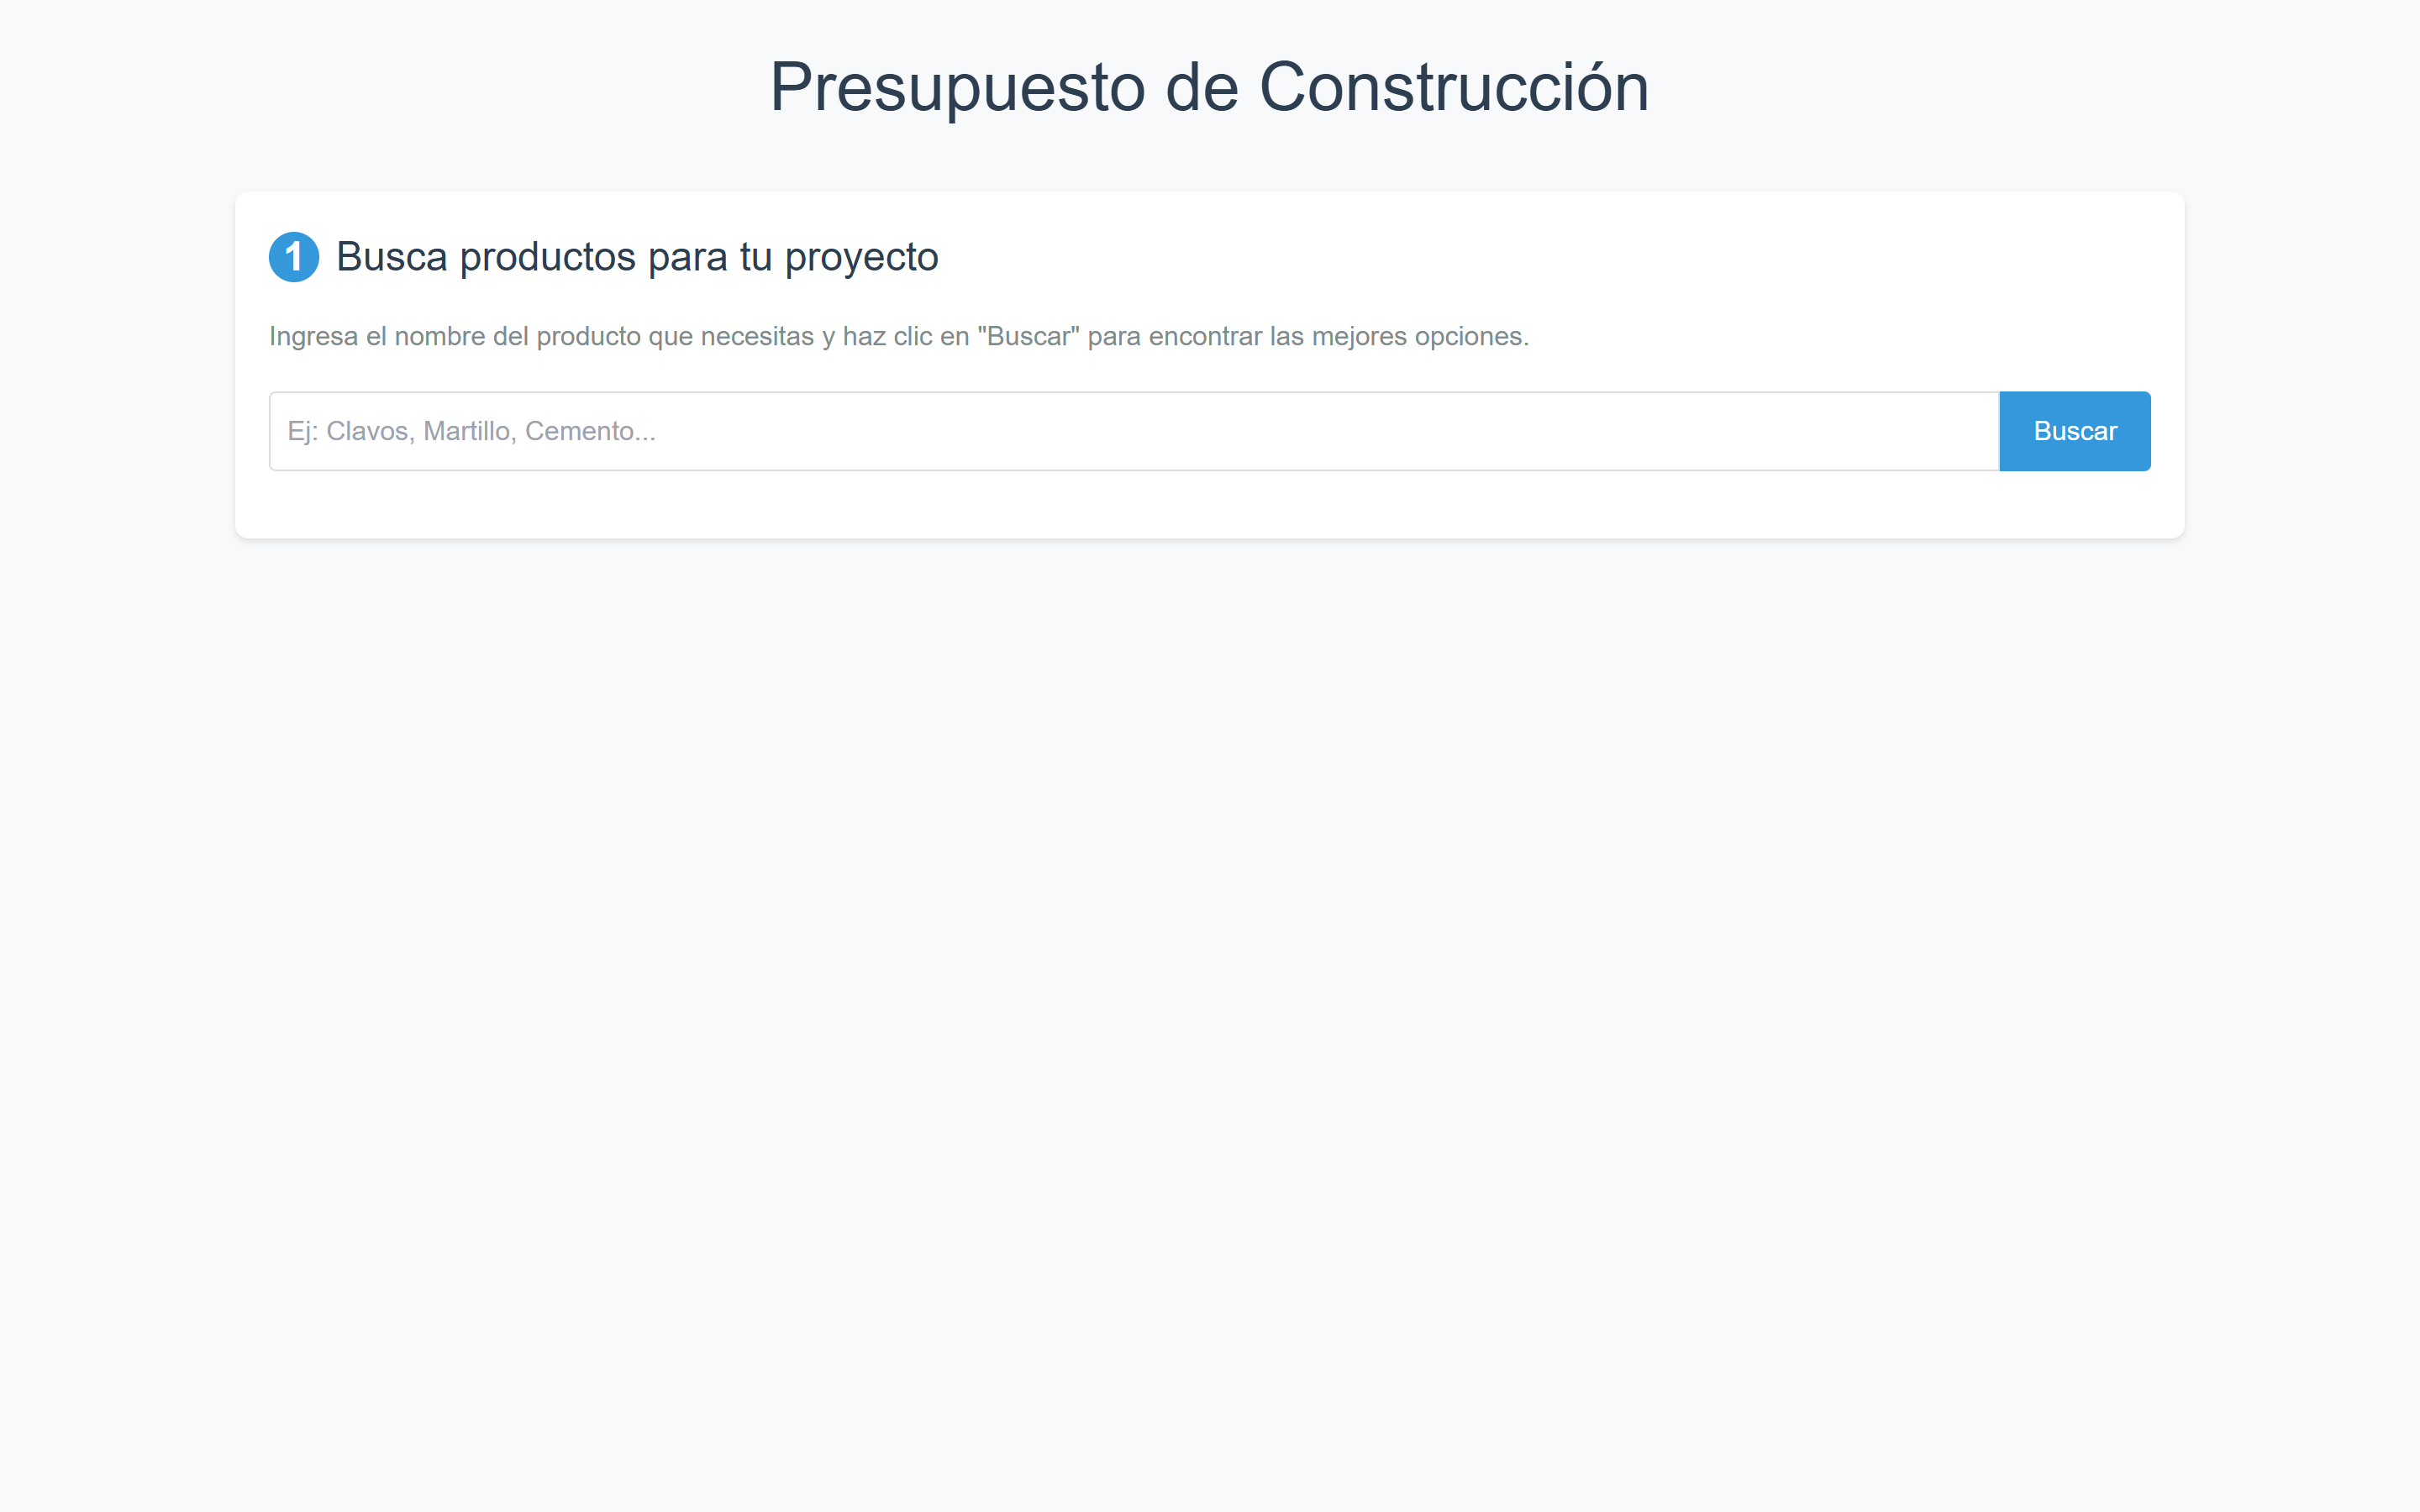 Presupuesto de Construcción
1 Busca productos para tu proyecto
Ingresa el nombre del producto que necesitas y haz clic en "Buscar" para encontrar las mejores opciones.
Ej: Clavos, Martillo, Cemento... Buscar